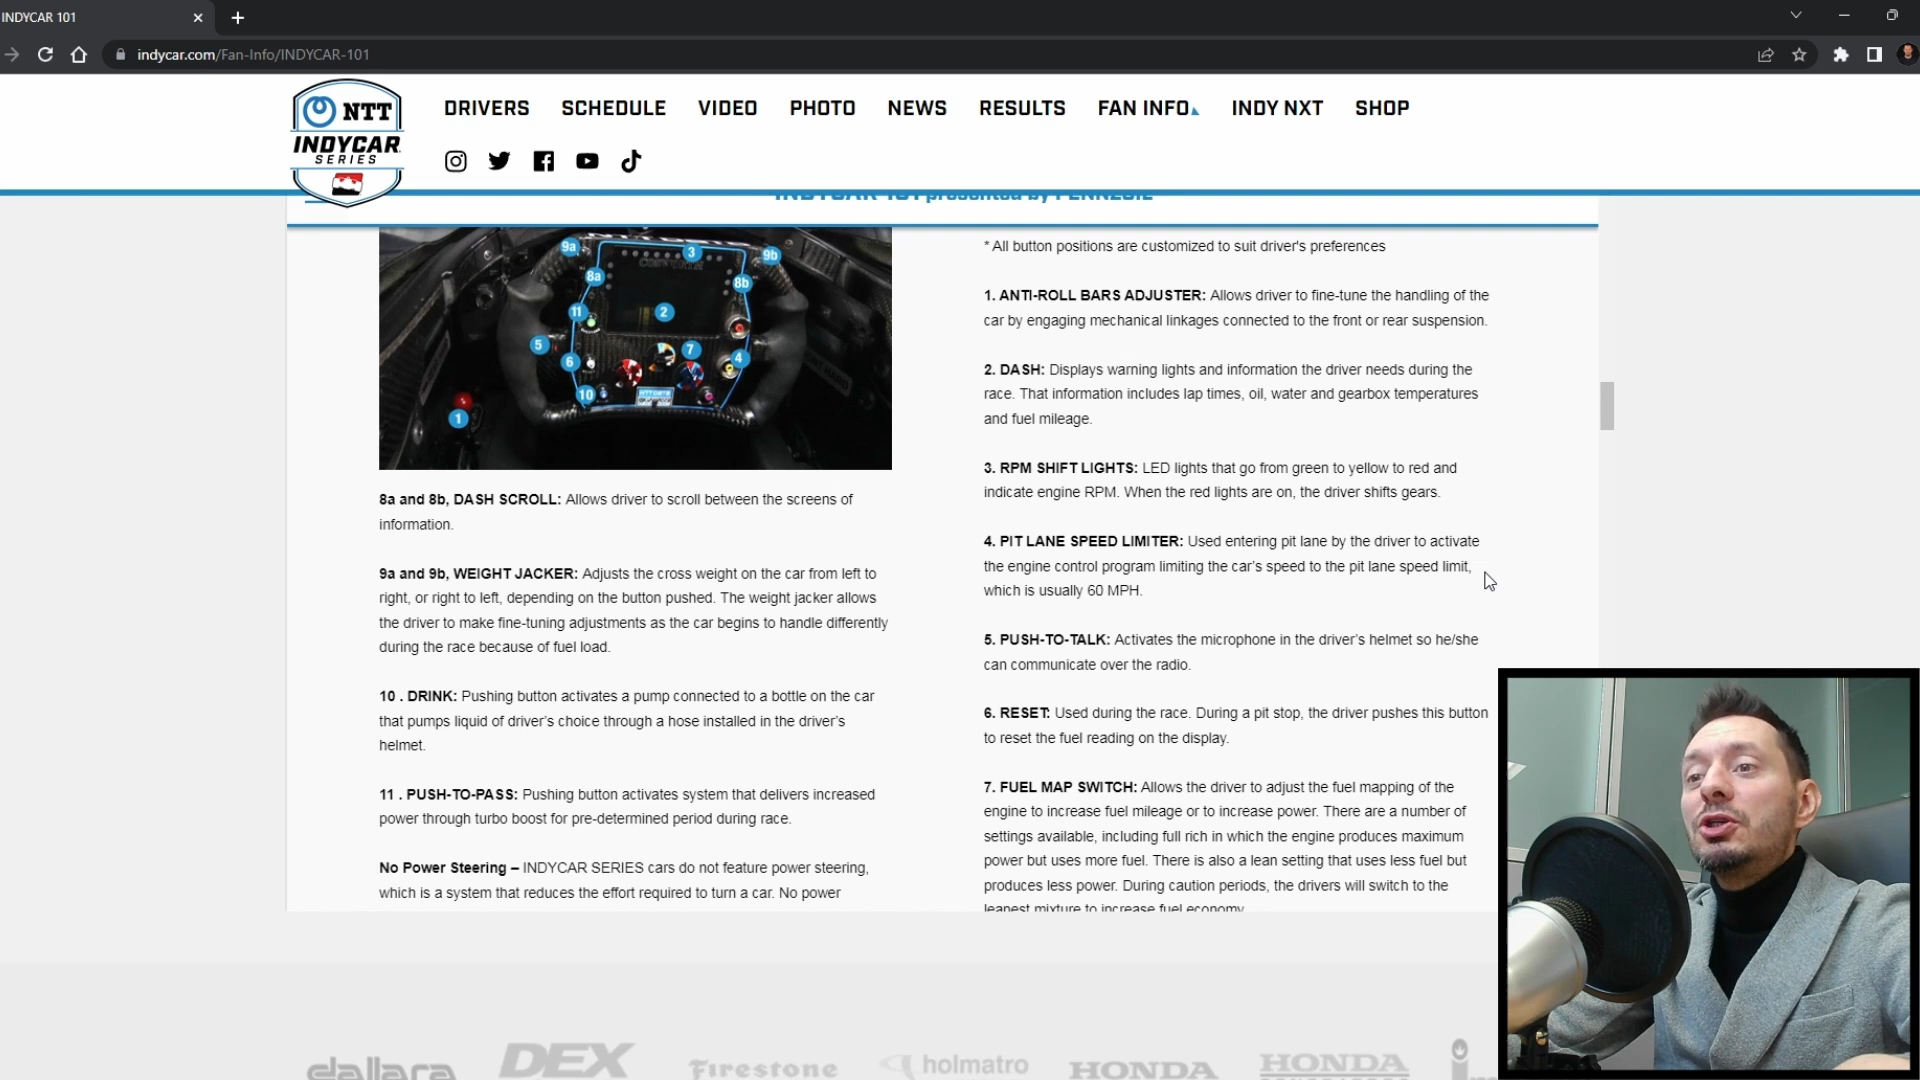 INDYCAR 101
indycar.com/Fan-Info/INDYCAR-101
NTT
INDYCAR
SERIES
DRIVERS SCHEDULE VIDEO PHOTO NEWS RESULTS FAN INFO INDY NXT SHOP
INDYCAR 101 presented by PENNZOIL
9a 3 9b
8a 8b
11 2
5 6 7 4
10
1
8a and 8b, DASH SCROLL: Allows driver to scroll between the screens of
information.
9a and 9b, WEIGHT JACKER: Adjusts the cross weight on the car from left to
right, or right to left, depending on the button pushed. The weight jacker allows
the driver to make fine-tuning adjustments as the car begins to handle differently
during the race because of fuel load.
10 . DRINK: Pushing button activates a pump connected to a bottle on the car
that pumps liquid of driver's choice through a hose installed in the driver's
helmet.
11 . PUSH-TO-PASS: Pushing button activates system that delivers increased
power through turbo boost for pre-determined period during race.
No Power Steering – INDYCAR SERIES cars do not feature power steering,
which is a system that reduces the effort required to turn a car. No power
* All button positions are customized to suit driver's preferences
1. ANTI-ROLL BARS ADJUSTER: Allows driver to fine-tune the handling of the
car by engaging mechanical linkages connected to the front or rear suspension.
2. DASH: Displays warning lights and information the driver needs during the
race. That information includes lap times, oil, water and gearbox temperatures
and fuel mileage.
3. RPM SHIFT LIGHTS: LED lights that go from green to yellow to red and
indicate engine RPM. When the red lights are on, the driver shifts gears.
4. PIT LANE SPEED LIMITER: Used entering pit lane by the driver to activate
the engine control program limiting the car's speed to the pit lane speed limit,
which is usually 60 MPH.
5. PUSH-TO-TALK: Activates the microphone in the driver's helmet so he/she
can communicate over the radio.
6. RESET: Used during the race. During a pit stop, the driver pushes this button
to reset the fuel reading on the display.
7. FUEL MAP SWITCH: Allows the driver to adjust the fuel mapping of the
engine to increase fuel mileage or to increase power. There are a number of
settings available, including full rich in which the engine produces maximum
power but uses more fuel. There is also a lean setting that uses less fuel but
produces less power. During caution periods, the drivers will switch to the
leanest mixture to increase fuel economy.
dallara DEX Firestone holmatro HONDA HONDA